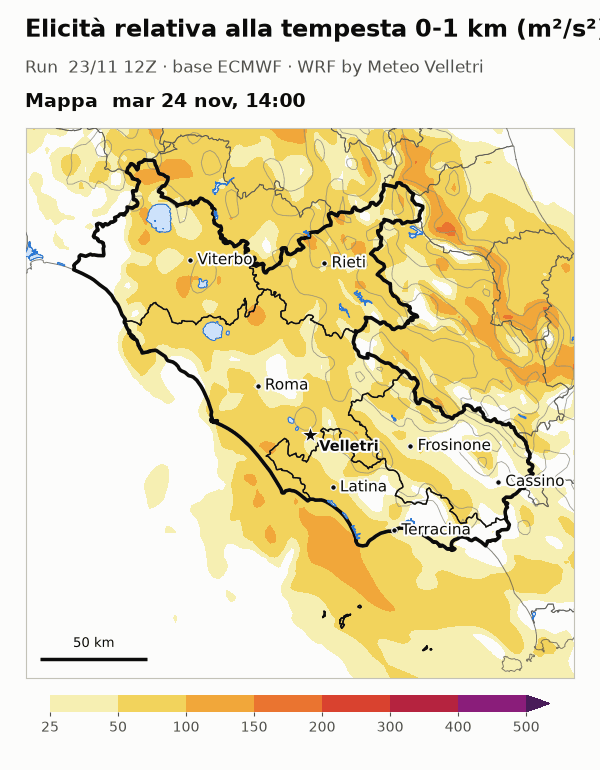 Elicità relativa alla tempesta 0-1 km (m²/s²)
Run 23/11 12Z · base ECMWF · WRF by Meteo Velletri
Mappa mar 24 nov, 14:00
Viterbo
Rieti
Roma
Velletri
Frosinone
Latina
Cassino
Terracina
50 km
25 50 100 150 200 300 400 500